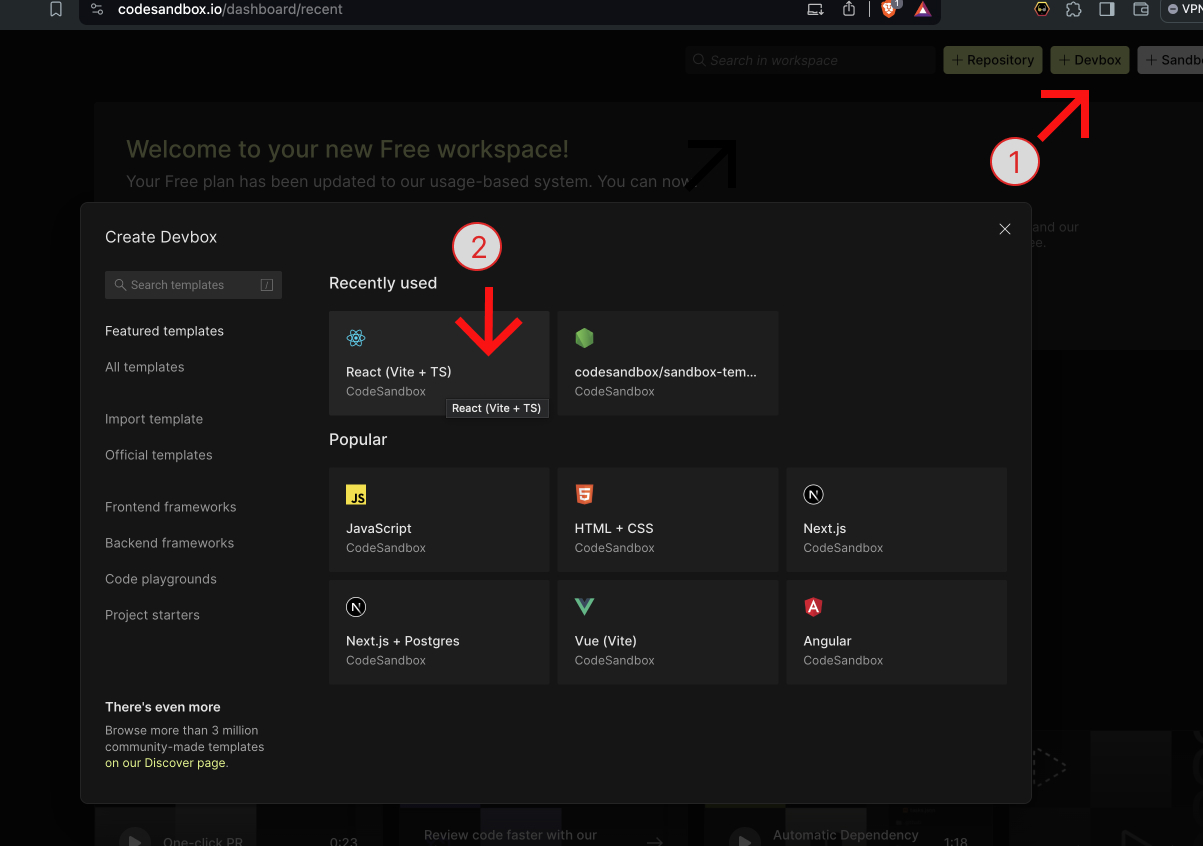 codesandbox.io/dashboard/recent
1
VPN
Search in workspace
+ Repository
+ Devbox
+ Sandbo
Welcome to your new Free workspace!
Your Free plan has been updated to our usage-based system. You can now:
1
and our
ee.
Create Devbox
2
Search templates
/
Featured templates
All templates
Import template
Official templates
Frontend frameworks
Backend frameworks
Code playgrounds
Project starters
There's even more
Browse more than 3 million
community-made templates
on our Discover page.
Recently used
React (Vite + TS)
CodeSandbox
React (Vite + TS)
codesandbox/sandbox-tem...
CodeSandbox
Popular
JS
JavaScript
CodeSandbox
5
HTML + CSS
CodeSandbox
N
Next.js
CodeSandbox
N
Next.js + Postgres
CodeSandbox
Vue (Vite)
CodeSandbox
A
Angular
CodeSandbox
One-click PR
0:23
Review code faster with our
Automatic Dependency
1:18